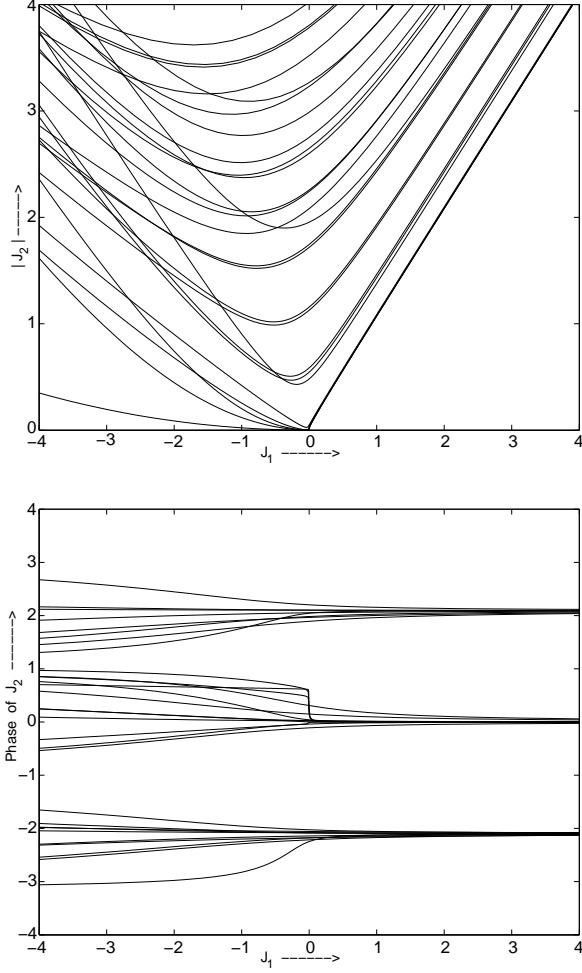 4
3
2
1
0
|J2| ----->
−4 −3 −2 −1 0 1 2 3 4
J1 ------>
4
3
2
1
0
−1
−2
−3
−4
Phase of J2 ------>
−4 −3 −2 −1 0 1 2 3 4
J1 ------>